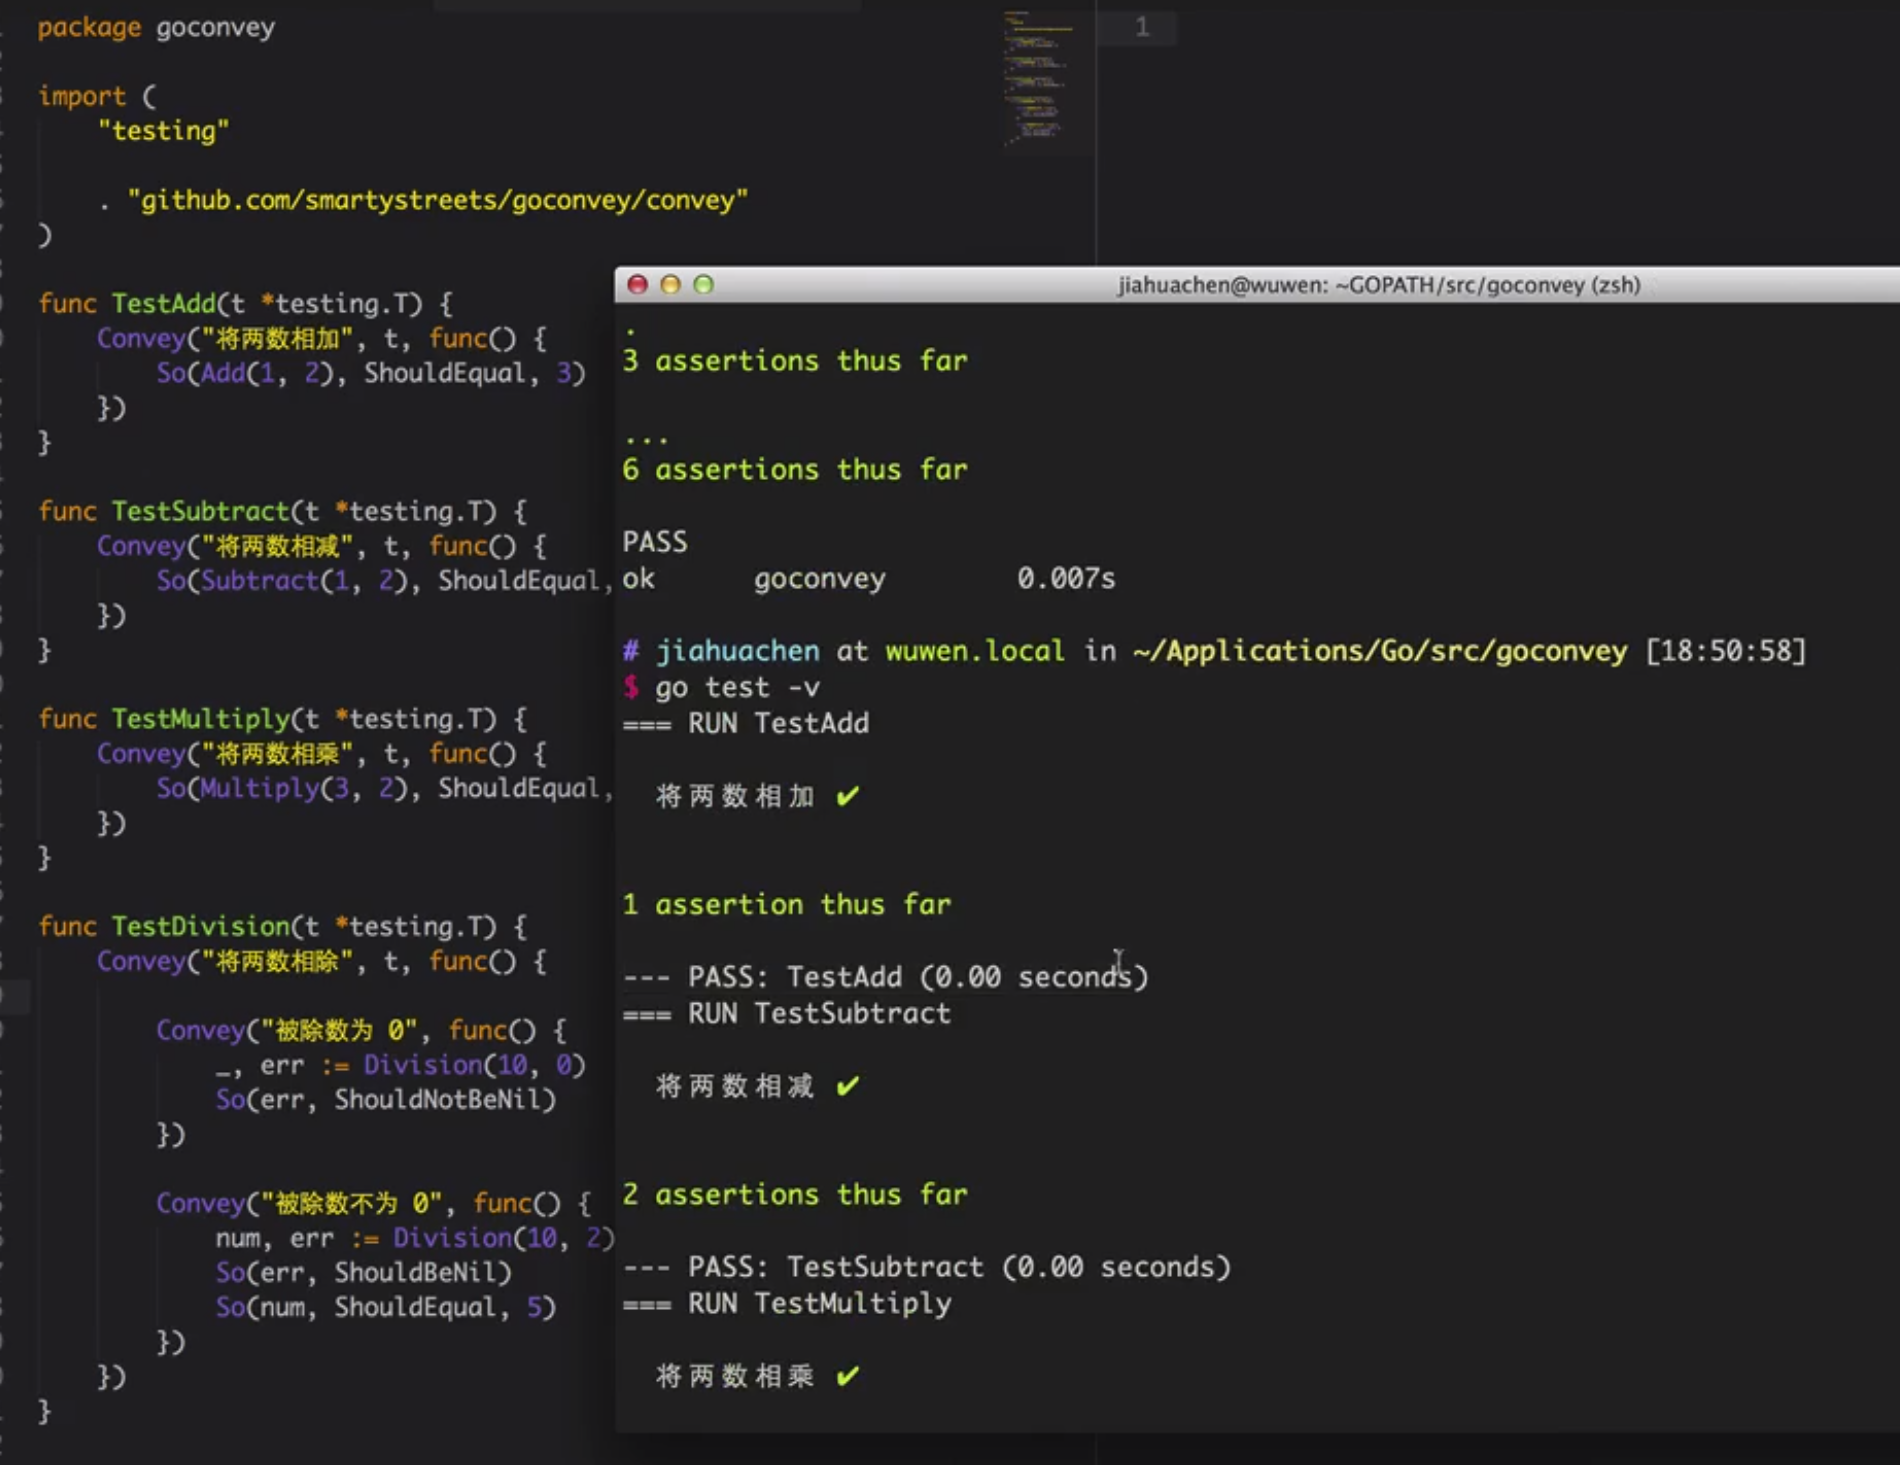 package goconvey
import (
"testing"
. "github.com/smartystreets/goconvey/convey"
)
func TestAdd(t *testing.T) {
Convey("将两数相加", t, func() {
So(Add(1, 2), ShouldEqual, 3)
})
}
func TestSubtract(t *testing.T) {
Convey("将两数相减", t, func() {
So(Subtract(1, 2), ShouldEqual,
})
}
func TestMultiply(t *testing.T) {
Convey("将两数相乘", t, func() {
So(Multiply(3, 2), ShouldEqual,
})
}
func TestDivision(t *testing.T) {
Convey("将两数相除", t, func() {
Convey("被除数为 0", func() {
_, err := Division(10, 0)
So(err, ShouldNotBeNil)
})
Convey("被除数不为 0", func() {
num, err := Division(10, 2)
So(err, ShouldBeNil)
So(num, ShouldEqual, 5)
})
})
}
1
jiahuachen@wuwen: ~GOPATH/src/goconvey (zsh)
.
3 assertions thus far
...
6 assertions thus far
PASS
ok goconvey 0.007s
# jiahuachen at wuwen.local in ~/Applications/Go/src/goconvey [18:50:58]
$ go test -v
=== RUN TestAdd
将两数相加 ✔
1 assertion thus far
--- PASS: TestAdd (0.00 seconds)
=== RUN TestSubtract
将两数相减 ✔
2 assertions thus far
--- PASS: TestSubtract (0.00 seconds)
=== RUN TestMultiply
将两数相乘 ✔